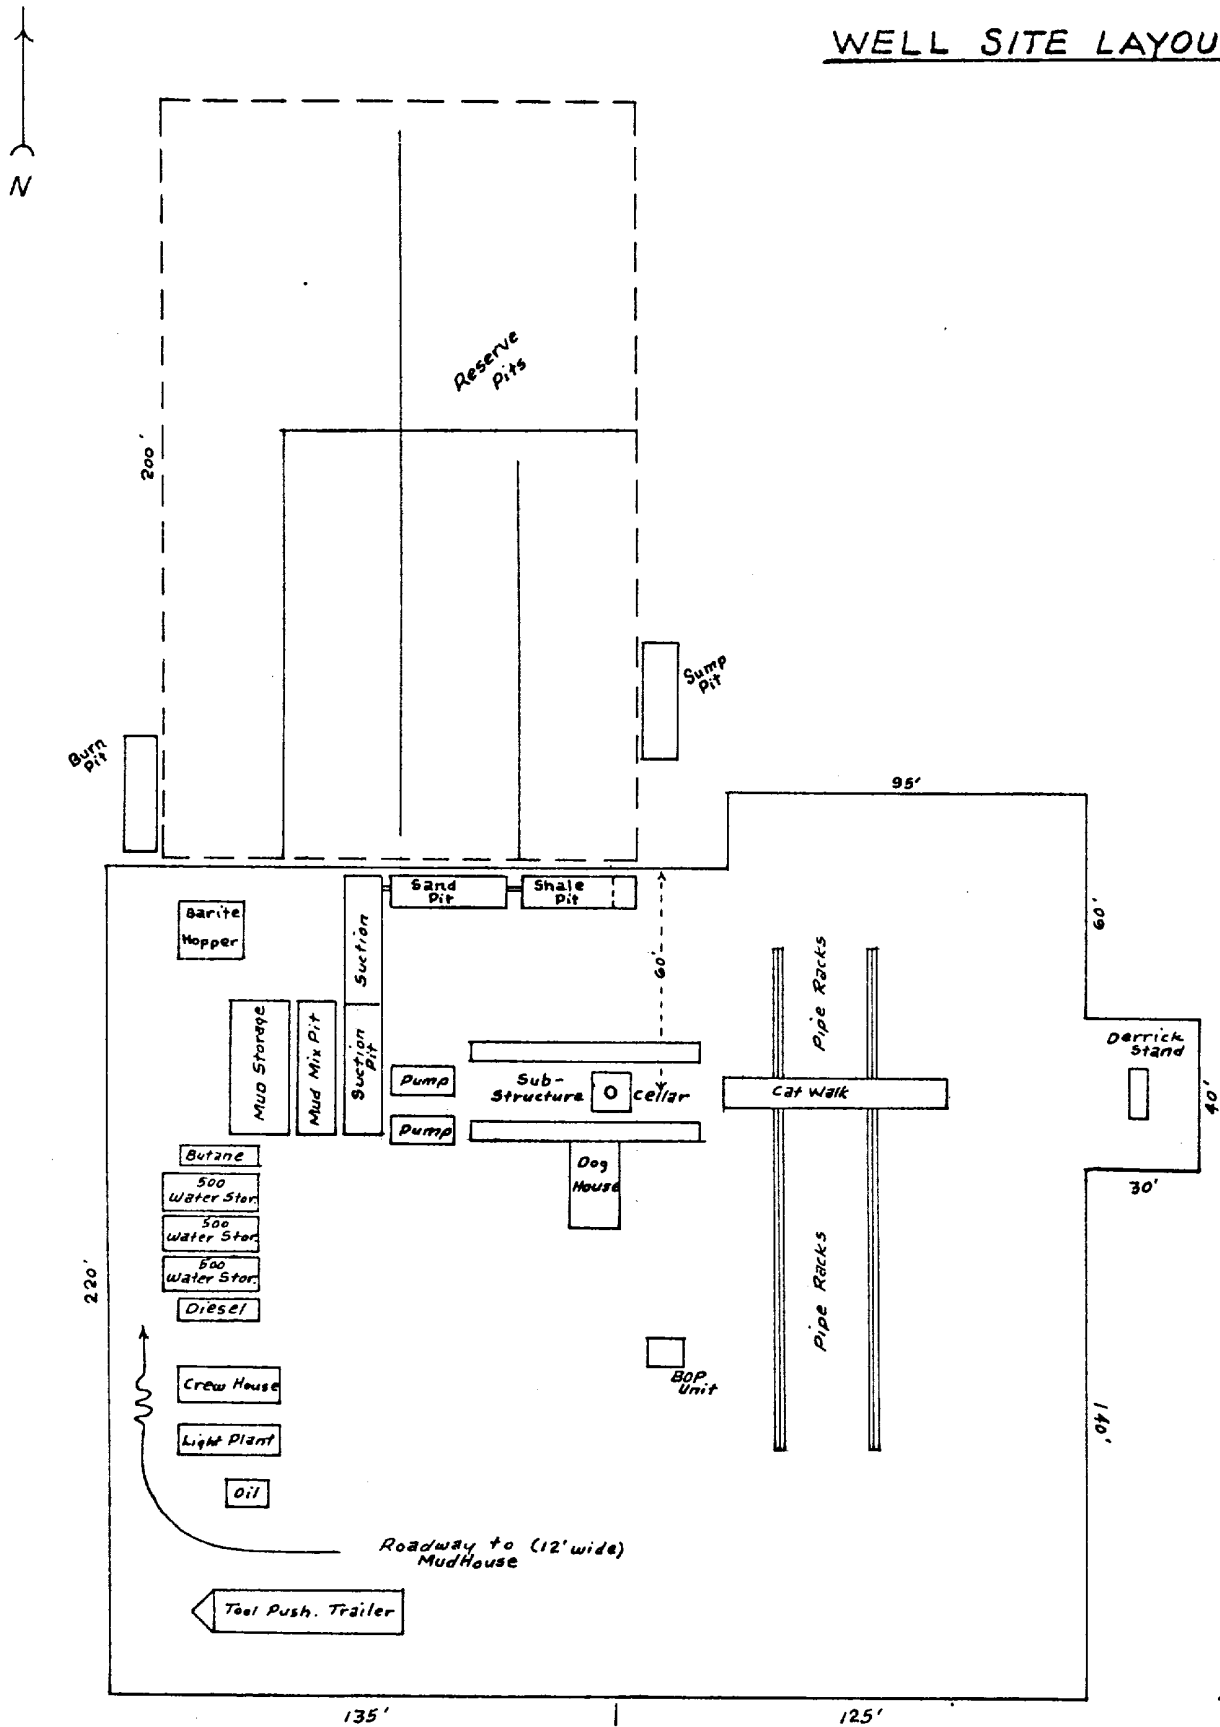 WELL SITE LAYOU
N
Reserve
Pits
200'
Sump
Pit
Burn
Pit
95'
Sand
Pit
Shale
Pit
Barite
Hopper
Suction
60'
60'
Pipe Racks
Mud Storage
Mud Mix Pit
Suction
Pit
Derrick
Stand
Pump
Sub-
Structure
Cellar
Cat Walk
40'
Pump
Butane
Dog
House
500
Water Stor.
30'
500
Water Stor.
500
Water Stor.
Diesel
220'
Pipe Racks
Crew House
BOP
Unit
140'
Light Plant
Oil
Roadway to (12' wide)
MudHouse
Tool Push. Trailer
135'
125'